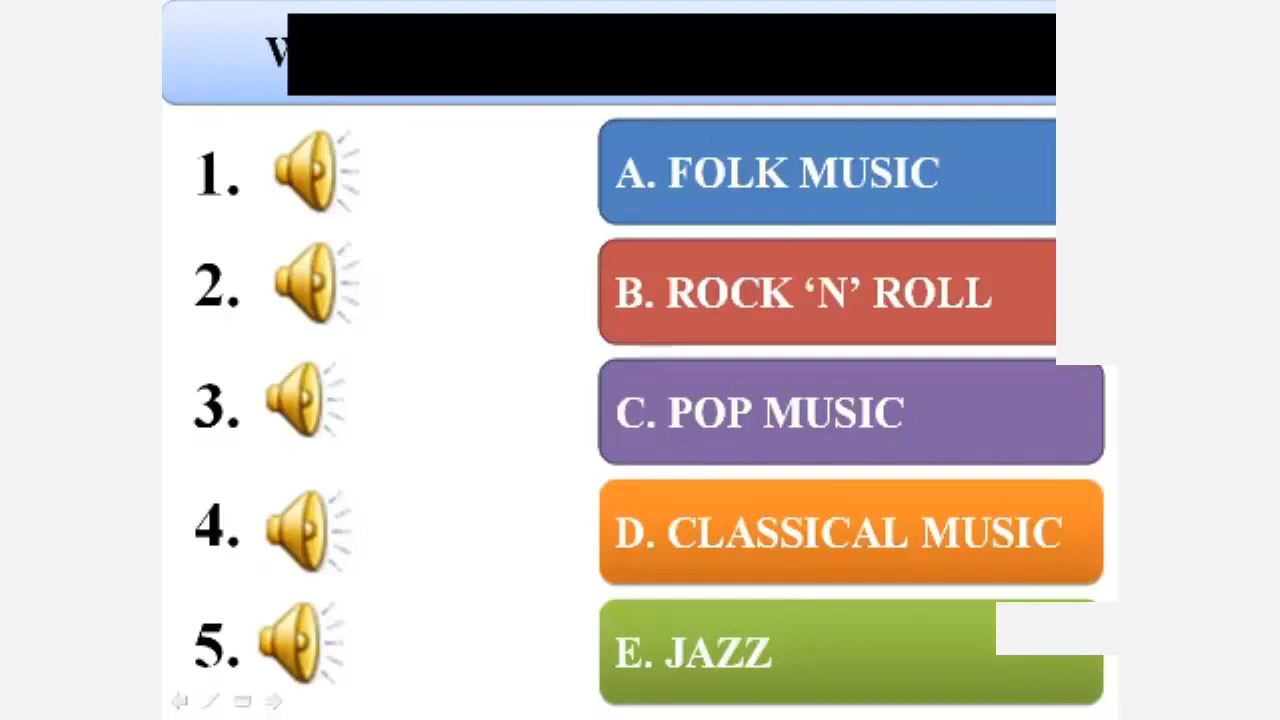 1.
A. FOLK MUSIC
2.
B. ROCK ‘N’ ROLL
3.
C. POP MUSIC
4.
D. CLASSICAL MUSIC
5.
E. JAZZ